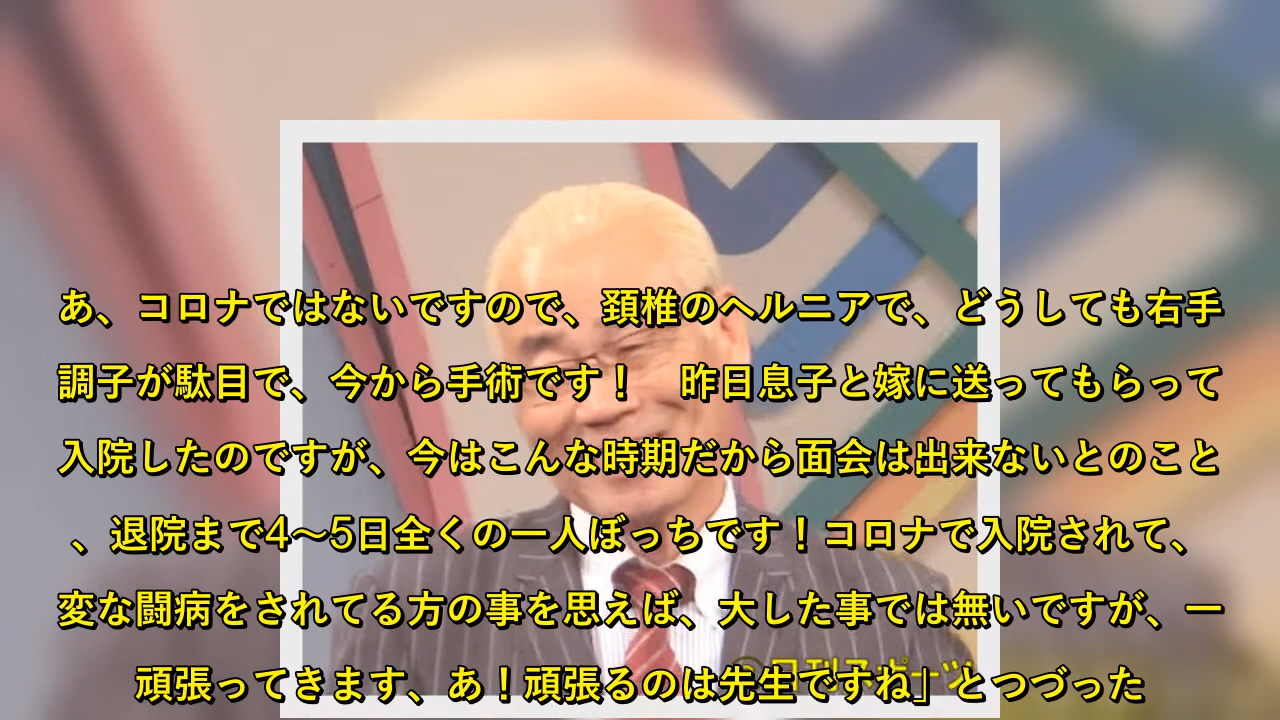 あ、コロナではないですので、頚椎のヘルニアで、どうしても右手
調子が駄目で、今から手術です！　昨日息子と嫁に送ってもらって
入院したのですが、今はこんな時期だから面会は出来ないとのこと
、退院まで4〜5日全くの一人ぼっちです！コロナで入院されて、
変な闘病をされてる方の事を思えば、大した事では無いですが、一
頑張ってきます、あ！頑張るのは先生ですね」とつづった
日刊スポーツ